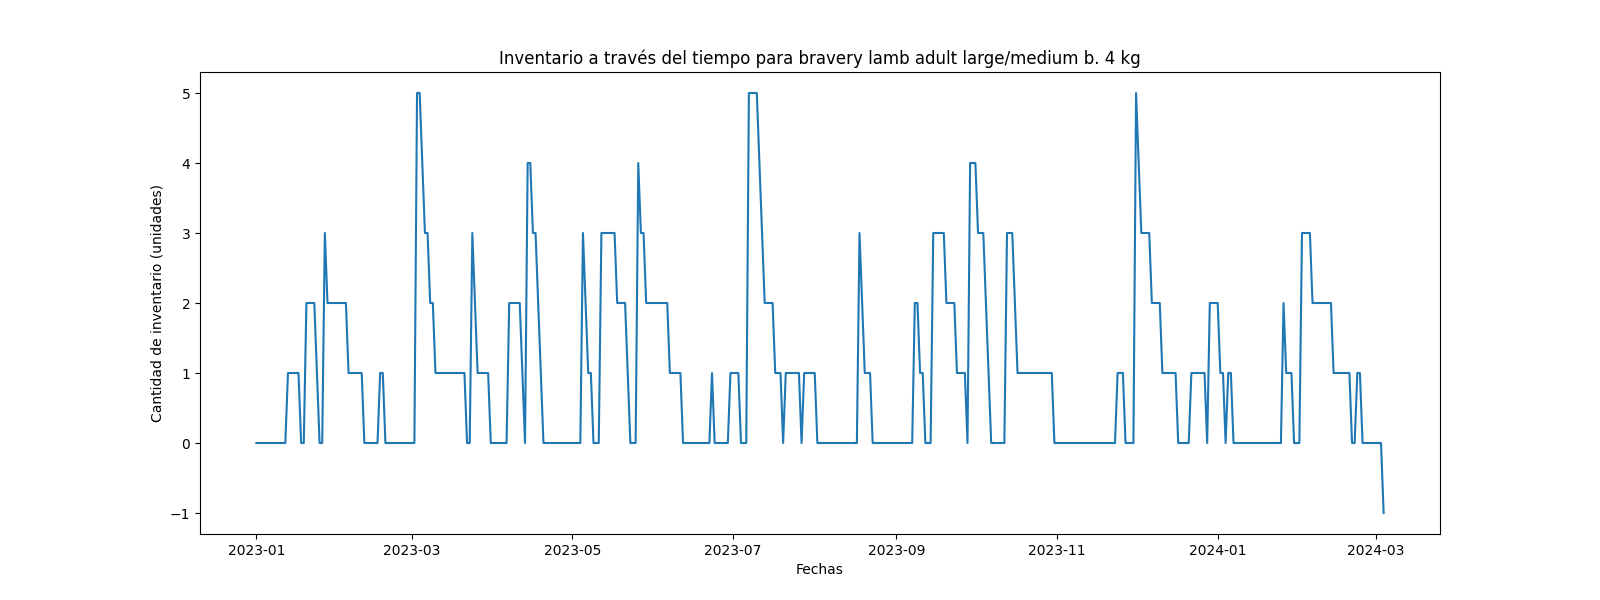 Inventario a través del tiempo para bravery lamb adult large/medium b. 4 kg
Cantidad de inventario (unidades)
5
4
3
2
1
0
−1
2023-01 2023-03 2023-05 2023-07 2023-09 2023-11 2024-01 2024-03
Fechas